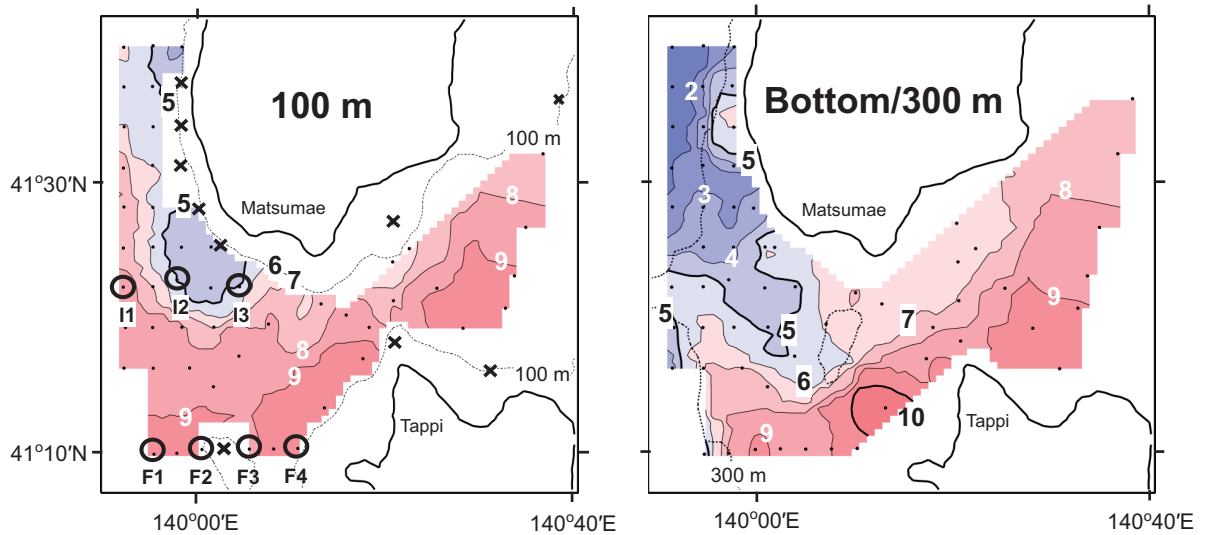 100 m
5
100 m
5
Matsumae
8
9
6
7
I1
I2
I3
8
9
9
100 m
Tappi
F1
F2
F3
F4
41°30′N
41°10′N
140°00′E
140°40′E
Bottom/300 m
2
5
3
Matsumae
8
4
5
5
7
9
6
10
9
Tappi
300 m
140°00′E
140°40′E